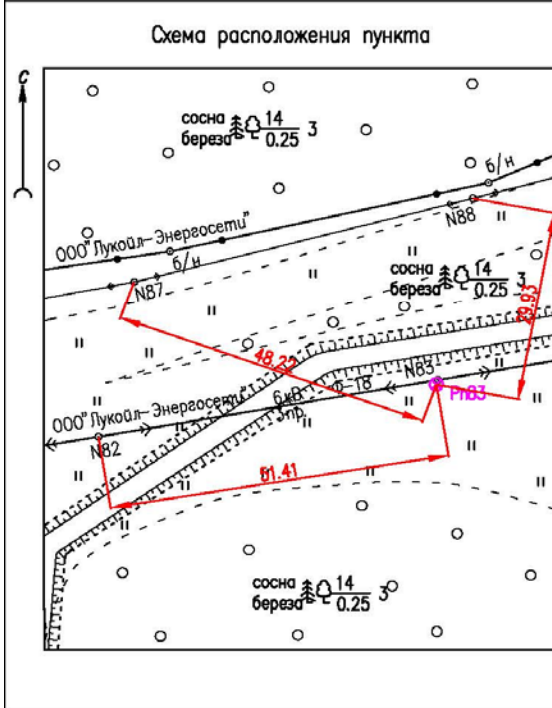 Схема расположения пункта
С
сосна 14 3
береза 0.25
б/н
N88
ООО"Лукойл-Энергосети"
б/н
N87
сосна 14 3
береза 0.25
29.93
48.22
N83
Ф-18
Рп83
6кВ
3пр.
ООО"Лукойл-Энергосети"
N82
51.41
сосна 14 3
береза 0.25